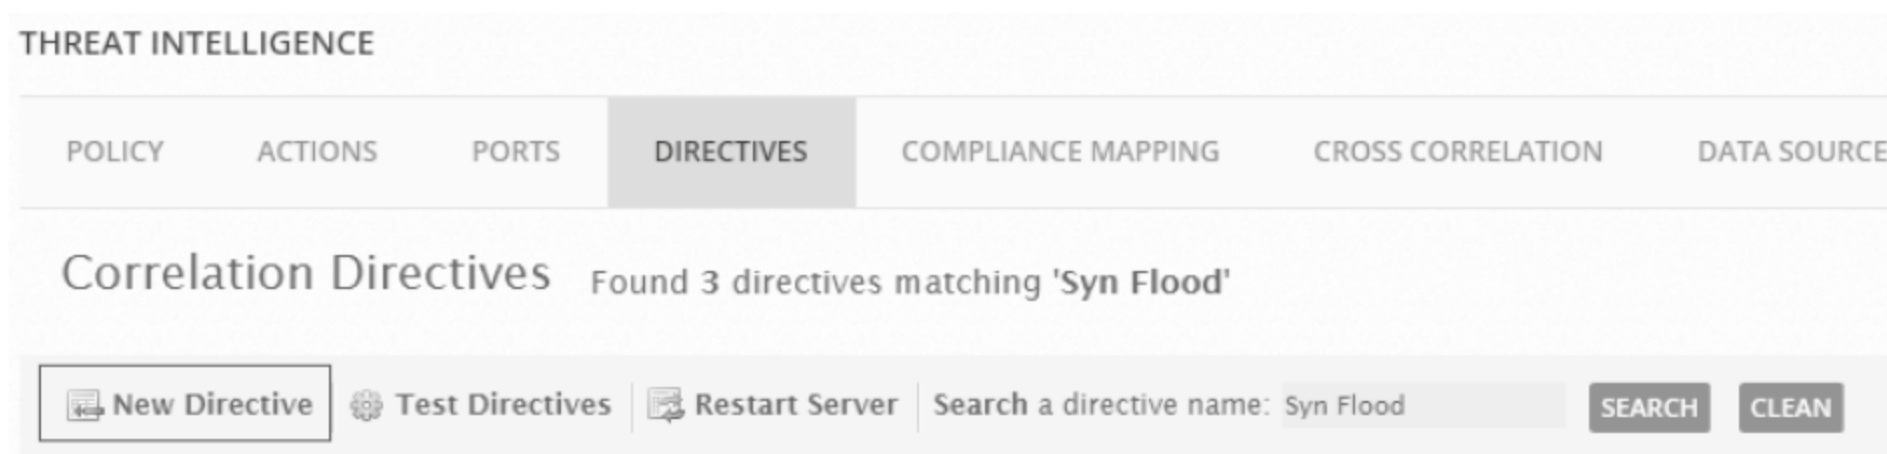 THREAT INTELLIGENCE
POLICY ACTIONS PORTS DIRECTIVES COMPLIANCE MAPPING CROSS CORRELATION DATA SOURCE
Correlation Directives Found 3 directives matching 'Syn Flood'
New Directive Test Directives Restart Server Search a directive name: Syn Flood SEARCH CLEAN